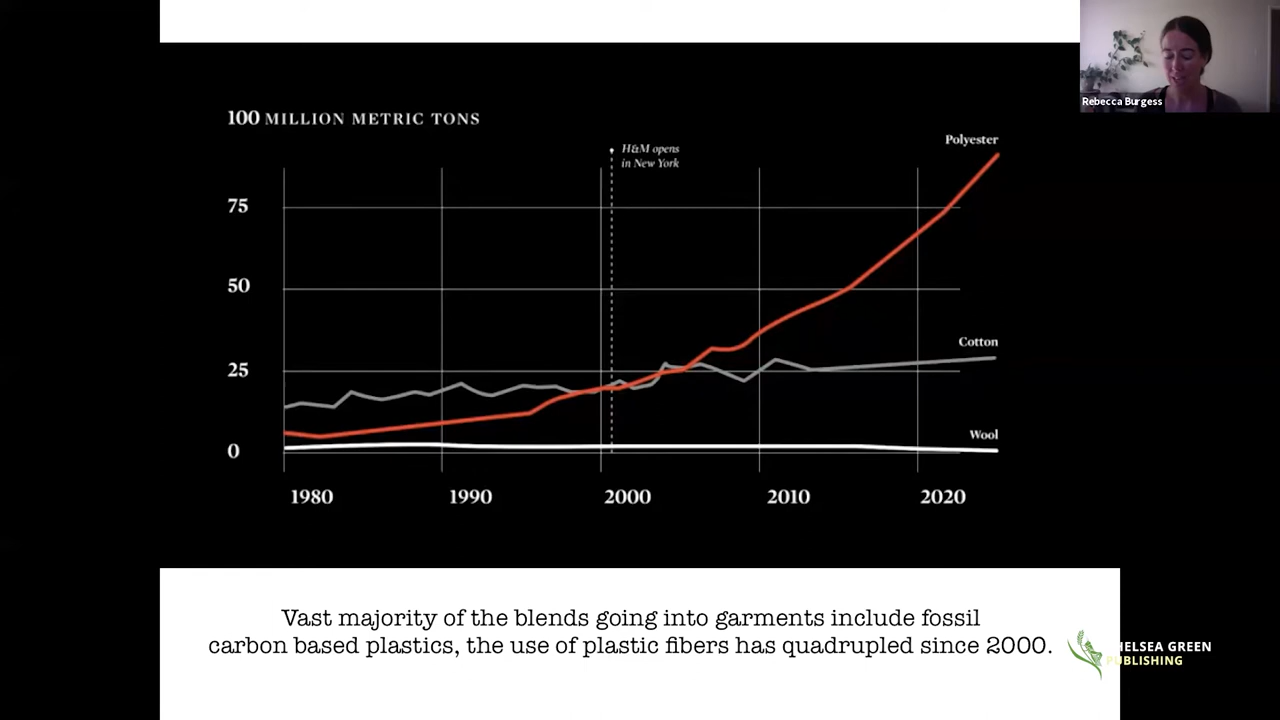 Rebecca Burgess
100 MILLION METRIC TONS
H&M opens
in New York
Polyester
75
50
Cotton
25
Wool
0
1980 1990 2000 2010 2020
Vast majority of the blends going into garments include fossil
carbon based plastics, the use of plastic fibers has quadrupled since 2000.
HELSEA GREEN
PUBLISHING